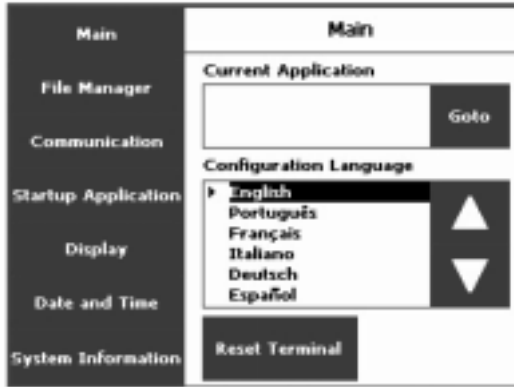 Main
File Manager
Communication
Startup Application
Display
Date and Time
System Information
Main
Current Application
Goto
Configuration Language
English
Português
Français
Italiano
Deutsch
Español
Reset Terminal